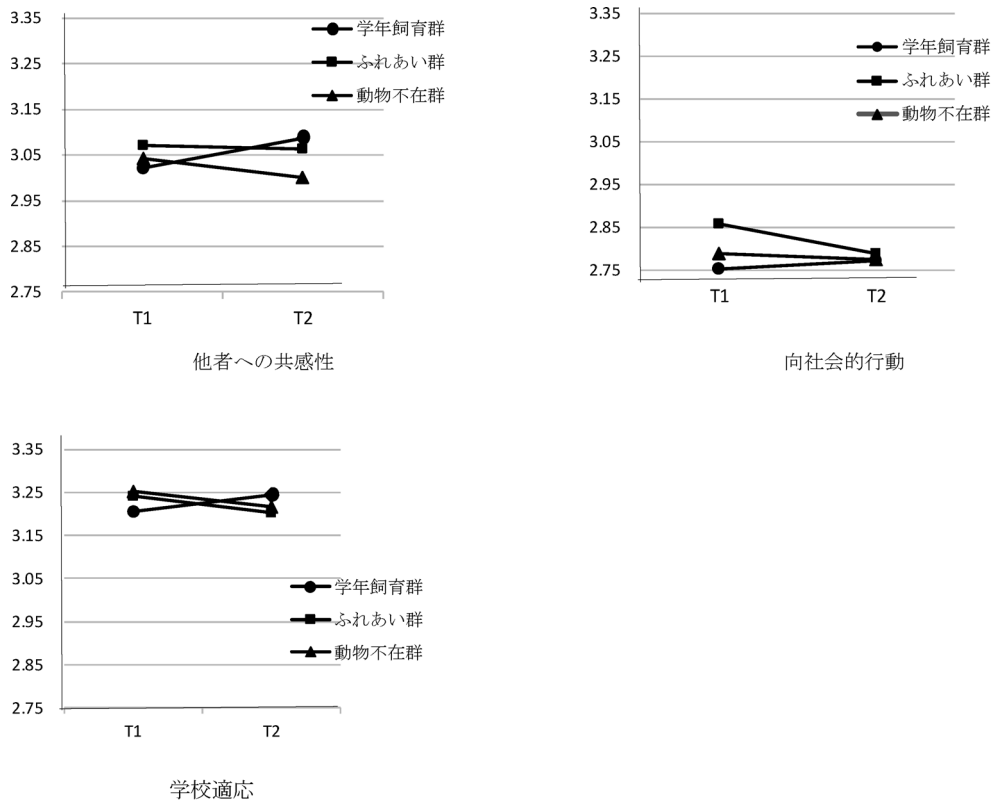 3.35
3.25
3.15
3.05
2.95
2.85
2.75
T1 T2
学年飼育群
ふれあい群
動物不在群
他者への共感性
3.35
3.25
3.15
3.05
2.95
2.85
2.75
T1 T2
学年飼育群
ふれあい群
動物不在群
向社会的行動
3.35
3.25
3.15
3.05
2.95
2.85
2.75
T1 T2
学年飼育群
ふれあい群
動物不在群
学校適応